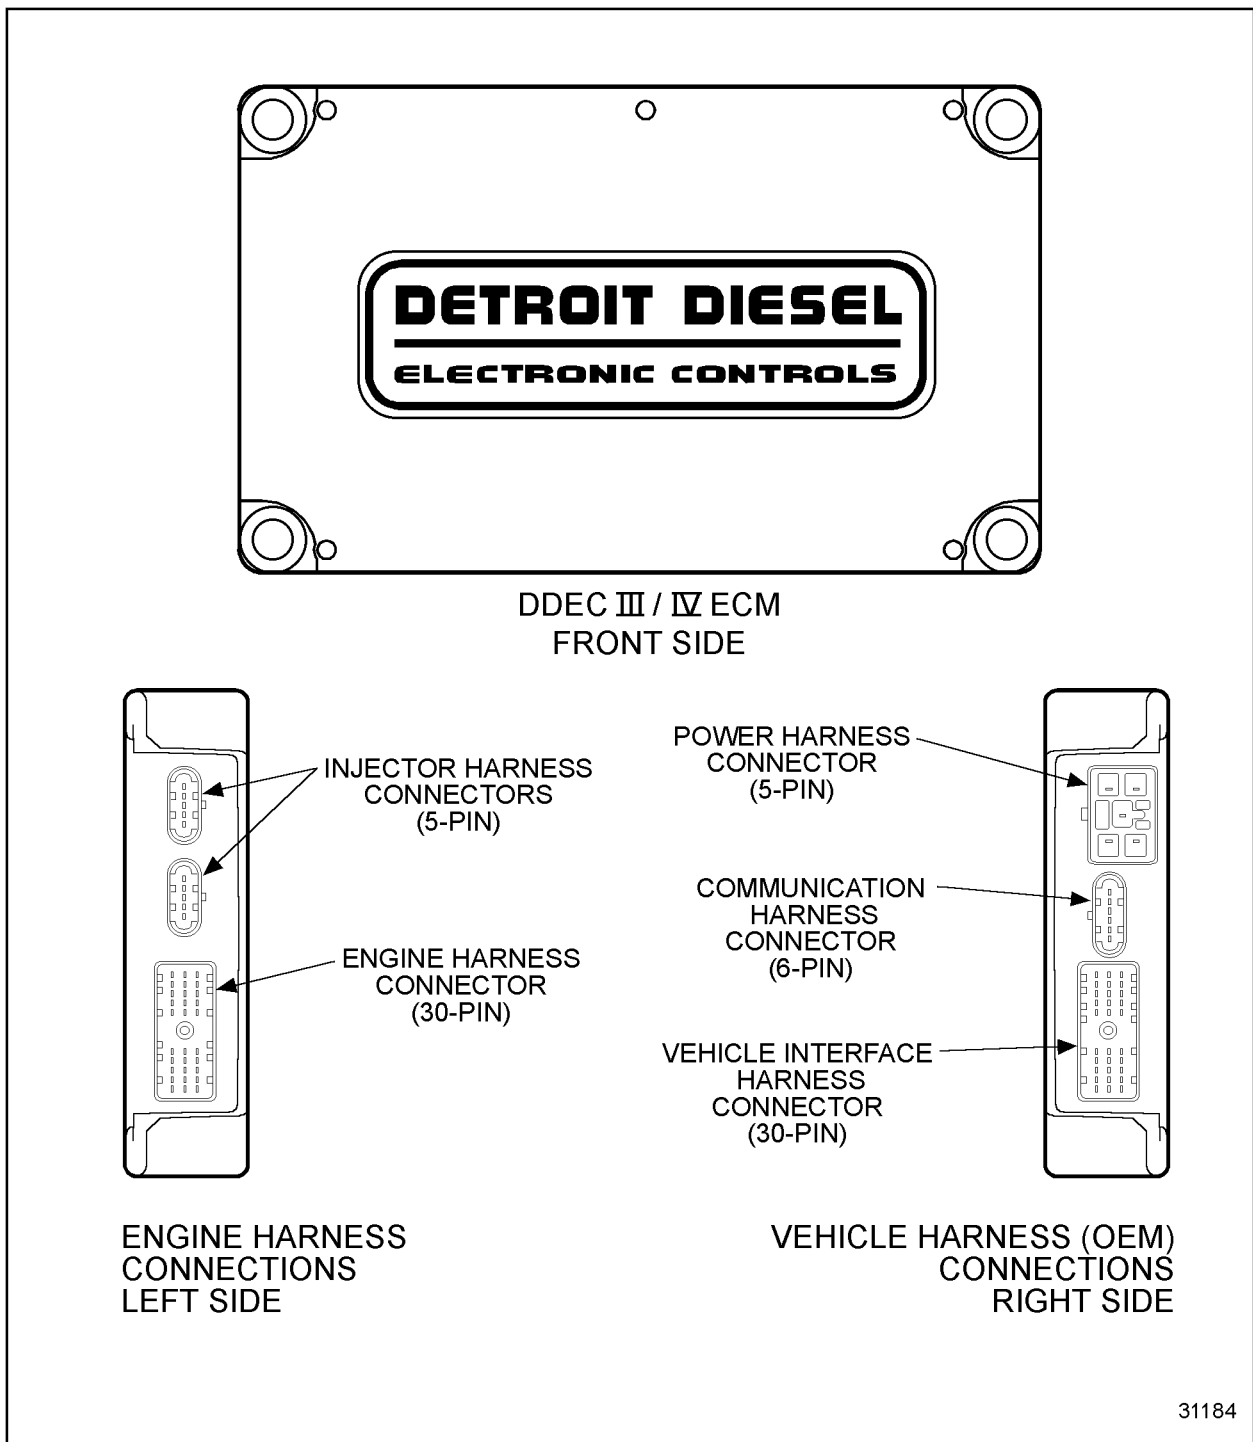 DETROIT DIESEL
ELECTRONIC CONTROLS
DDEC III / IV ECM
FRONT SIDE
INJECTOR HARNESS
CONNECTORS
(5-PIN)
ENGINE HARNESS
CONNECTOR
(30-PIN)
ENGINE HARNESS
CONNECTIONS
LEFT SIDE
POWER HARNESS
CONNECTOR
(5-PIN)
COMMUNICATION
HARNESS
CONNECTOR
(6-PIN)
VEHICLE INTERFACE
HARNESS
CONNECTOR
(30-PIN)
VEHICLE HARNESS (OEM)
CONNECTIONS
RIGHT SIDE
31184